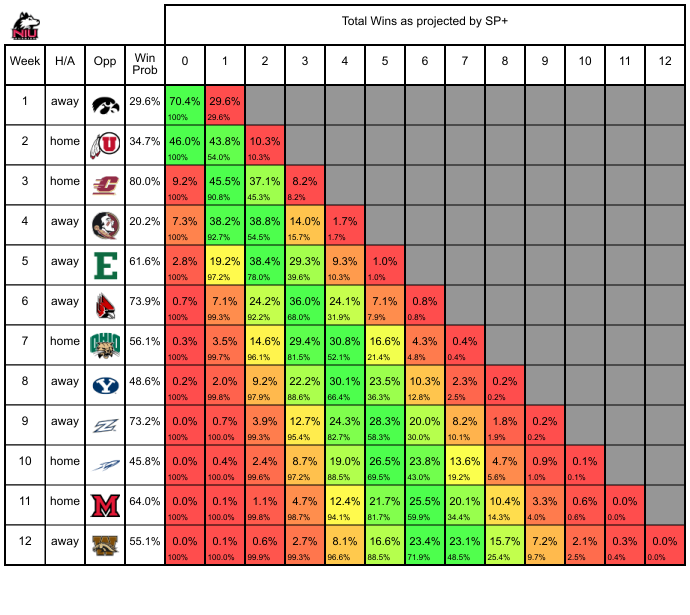 Total Wins as projected by SP+
NIU
Week H/A Opp Win Prob 0 1 2 3 4 5 6 7 8 9 10 11 12
1 away 29.6% 70.4% 29.6%
100% 29.6%
2 home U 34.7% 46.0% 43.8% 10.3%
100% 54.0% 10.3%
3 home C 80.0% 9.2% 45.5% 37.1% 8.2%
100% 90.8% 45.3% 8.2%
4 away 20.2% 7.3% 38.2% 38.8% 14.0% 1.7%
100% 92.7% 54.5% 15.7% 1.7%
5 away E 61.6% 2.8% 19.2% 38.4% 29.3% 9.3% 1.0%
100% 97.2% 78.0% 39.6% 10.3% 1.0%
6 away 73.9% 0.7% 7.1% 24.2% 36.0% 24.1% 7.1% 0.8%
100% 99.3% 92.2% 68.0% 31.9% 7.9% 0.8%
7 home OHIO 56.1% 0.3% 3.5% 14.6% 29.4% 30.8% 16.6% 4.3% 0.4%
100% 99.7% 96.1% 81.5% 52.1% 21.4% 4.8% 0.4%
8 away Y 48.6% 0.2% 2.0% 9.2% 22.2% 30.1% 23.5% 10.3% 2.3% 0.2%
100% 99.8% 97.9% 88.6% 66.4% 36.3% 12.8% 2.5% 0.2%
9 away Z 73.2% 0.0% 0.7% 3.9% 12.7% 24.3% 28.3% 20.0% 8.2% 1.8% 0.2%
100% 100.0% 99.3% 95.4% 82.7% 58.3% 30.0% 10.1% 1.9% 0.2%
10 home 45.8% 0.0% 0.4% 2.4% 8.7% 19.0% 26.5% 23.8% 13.6% 4.7% 0.9% 0.1%
100% 100.0% 99.6% 97.2% 88.5% 69.5% 43.0% 19.2% 5.6% 1.0% 0.1%
11 home M 64.0% 0.0% 0.1% 1.1% 4.7% 12.4% 21.7% 25.5% 20.1% 10.4% 3.3% 0.6% 0.0%
100% 100.0% 99.8% 98.7% 94.1% 81.7% 59.9% 34.4% 14.3% 4.0% 0.6% 0.0%
12 away W 55.1% 0.0% 0.1% 0.6% 2.7% 8.1% 16.6% 23.4% 23.1% 15.7% 7.2% 2.1% 0.3% 0.0%
100% 100.0% 99.9% 99.3% 96.6% 88.5% 71.9% 48.5% 25.4% 9.7% 2.5% 0.4% 0.0%